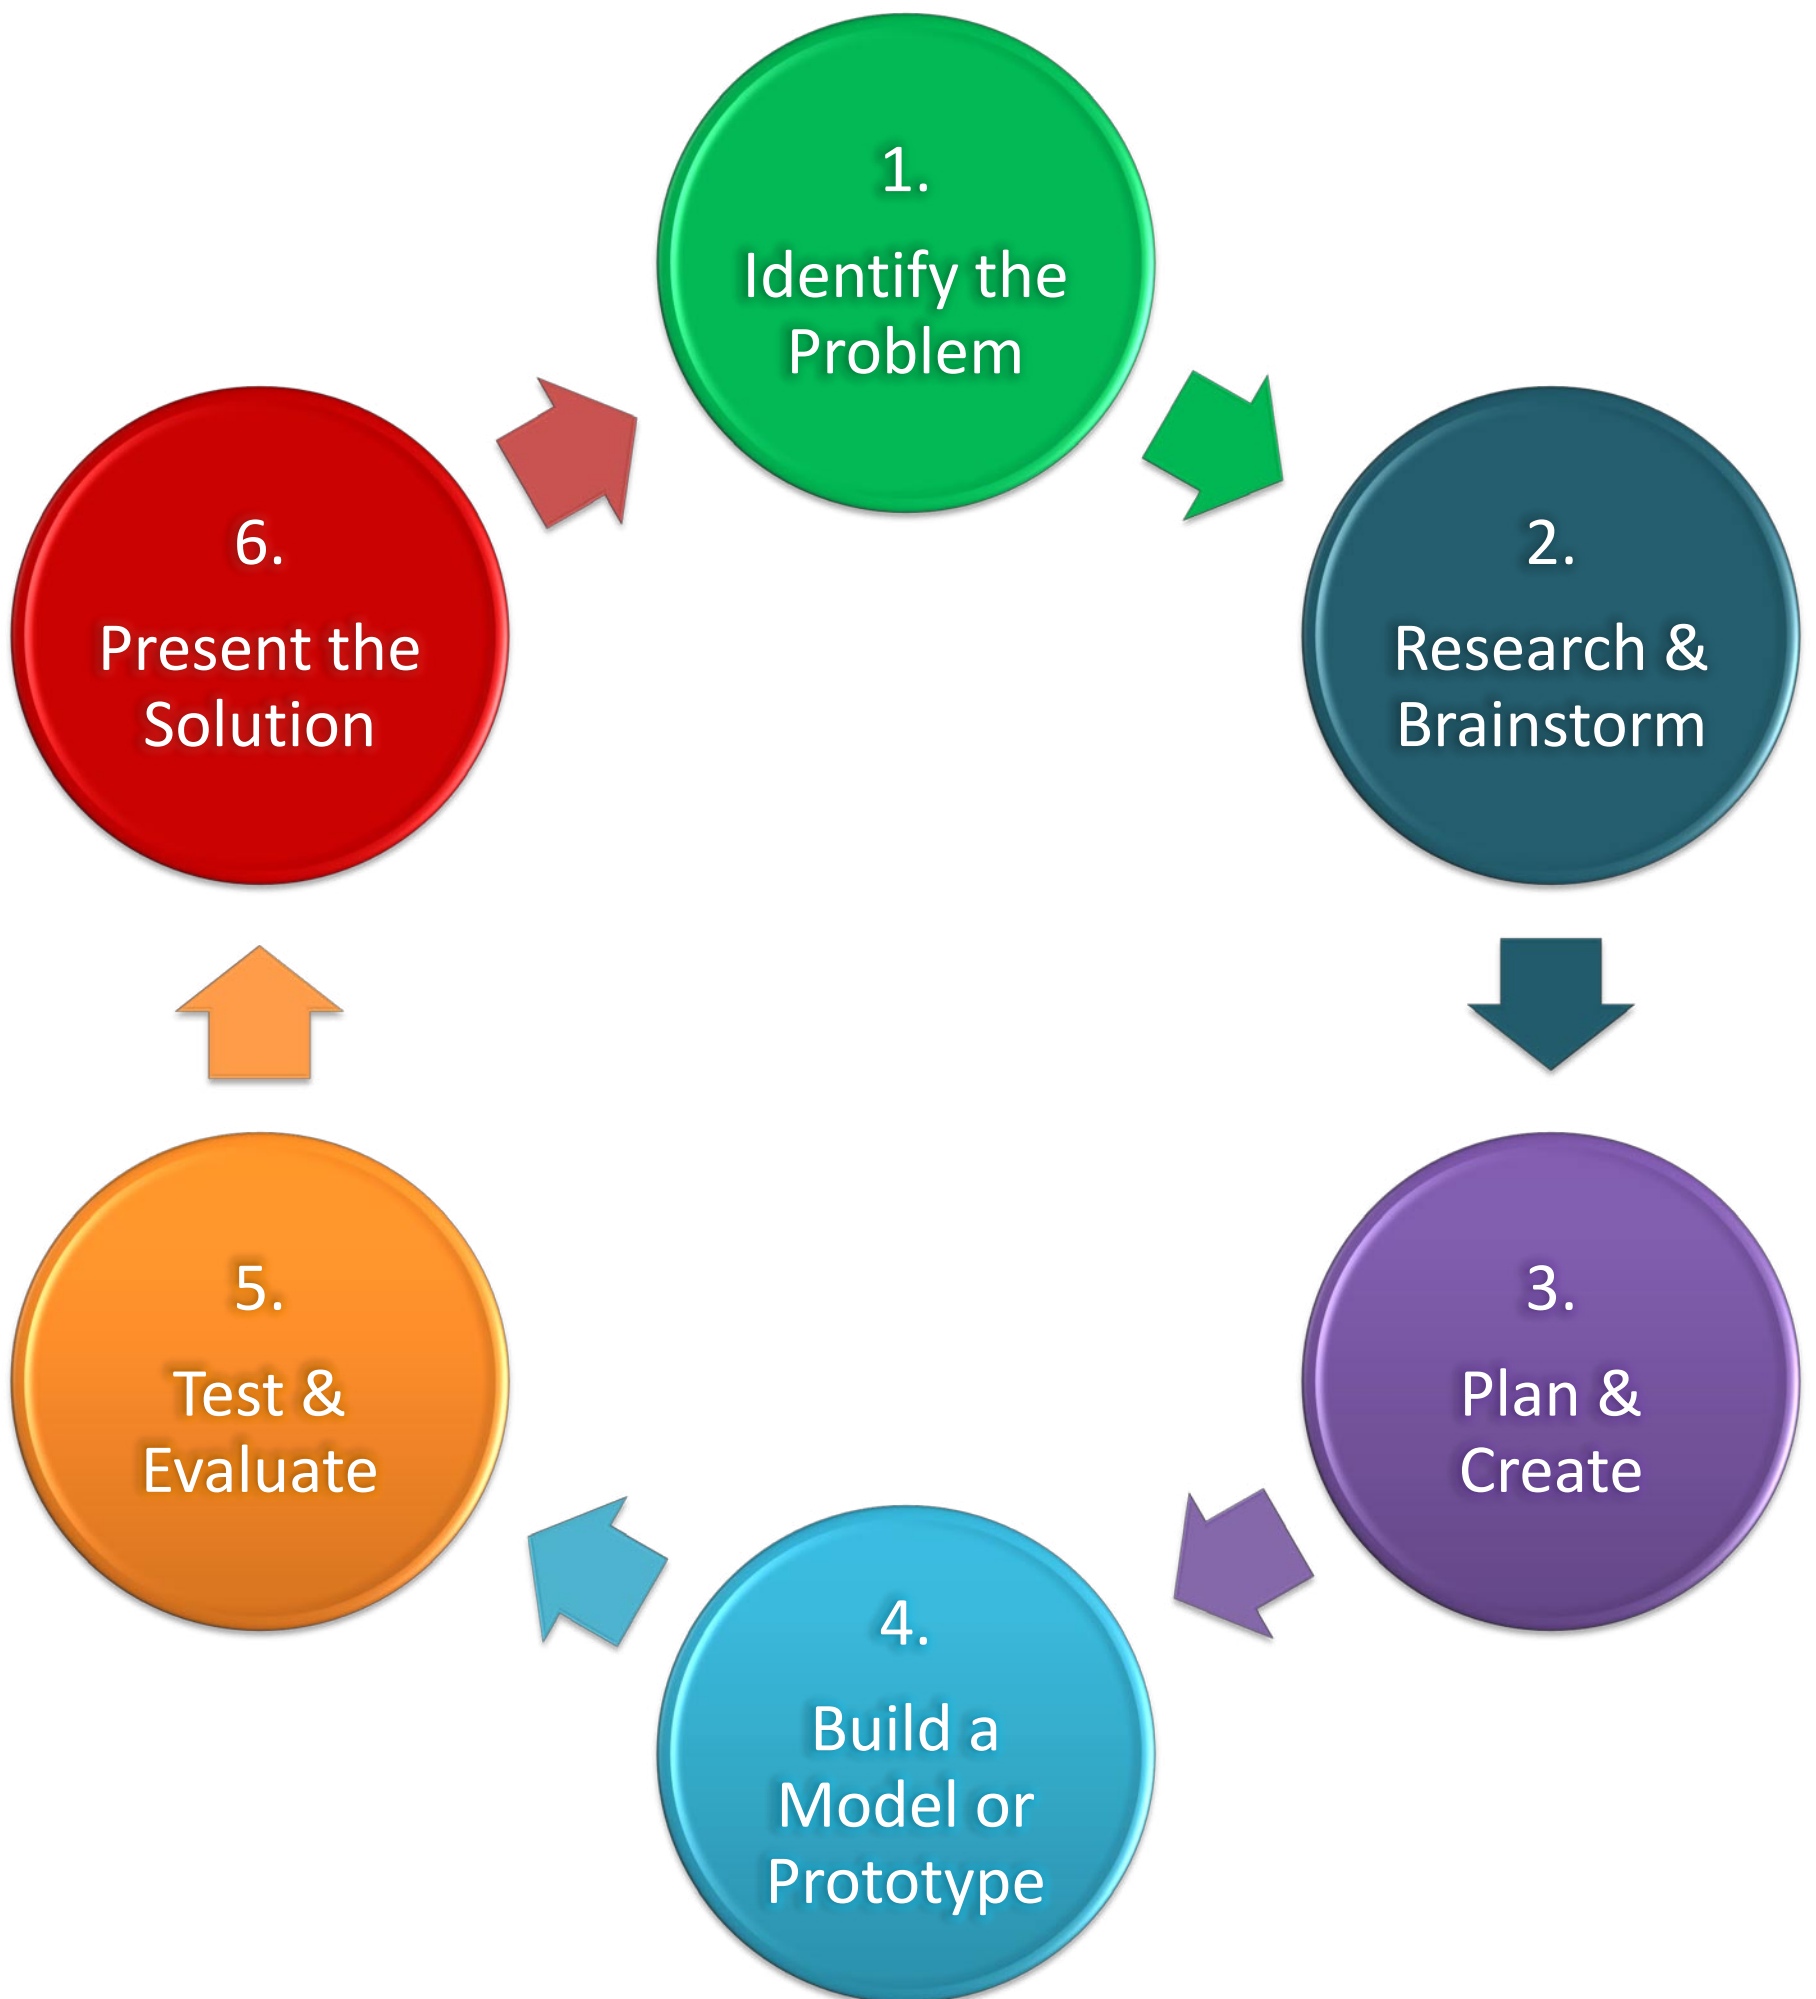 1.
Identify the
Problem
2.
Research &
Brainstorm
3.
Plan &
Create
4.
Build a
Model or
Prototype
5.
Test &
Evaluate
6.
Present the
Solution